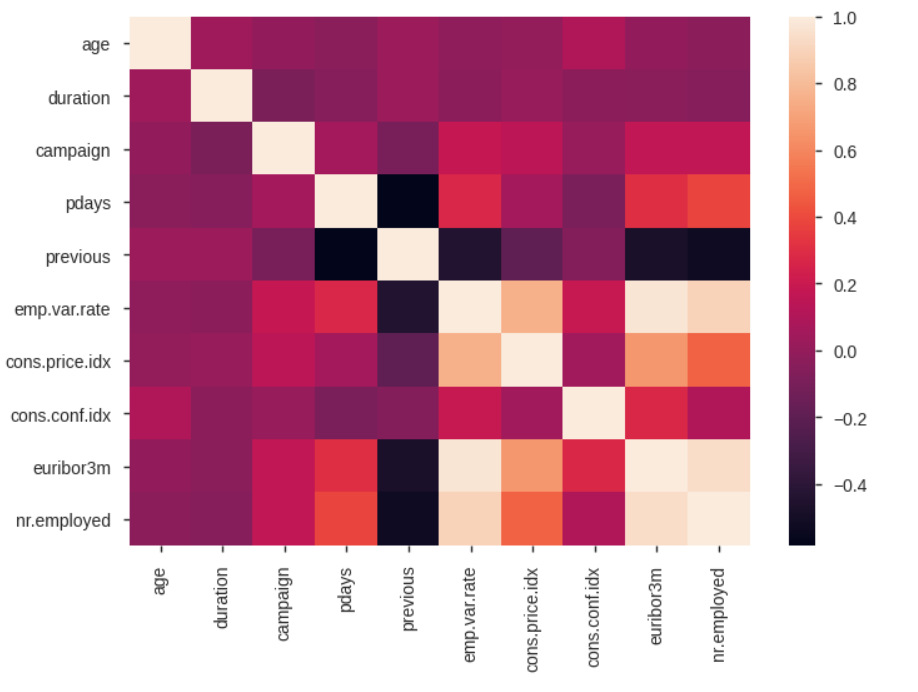 age
duration
campaign
pdays
previous
emp.var.rate
cons.price.idx
cons.conf.idx
euribor3m
nr.employed
age
duration
campaign
pdays
previous
emp.var.rate
cons.price.idx
cons.conf.idx
euribor3m
nr.employed
1.0
0.8
0.6
0.4
0.2
0.0
−0.2
−0.4